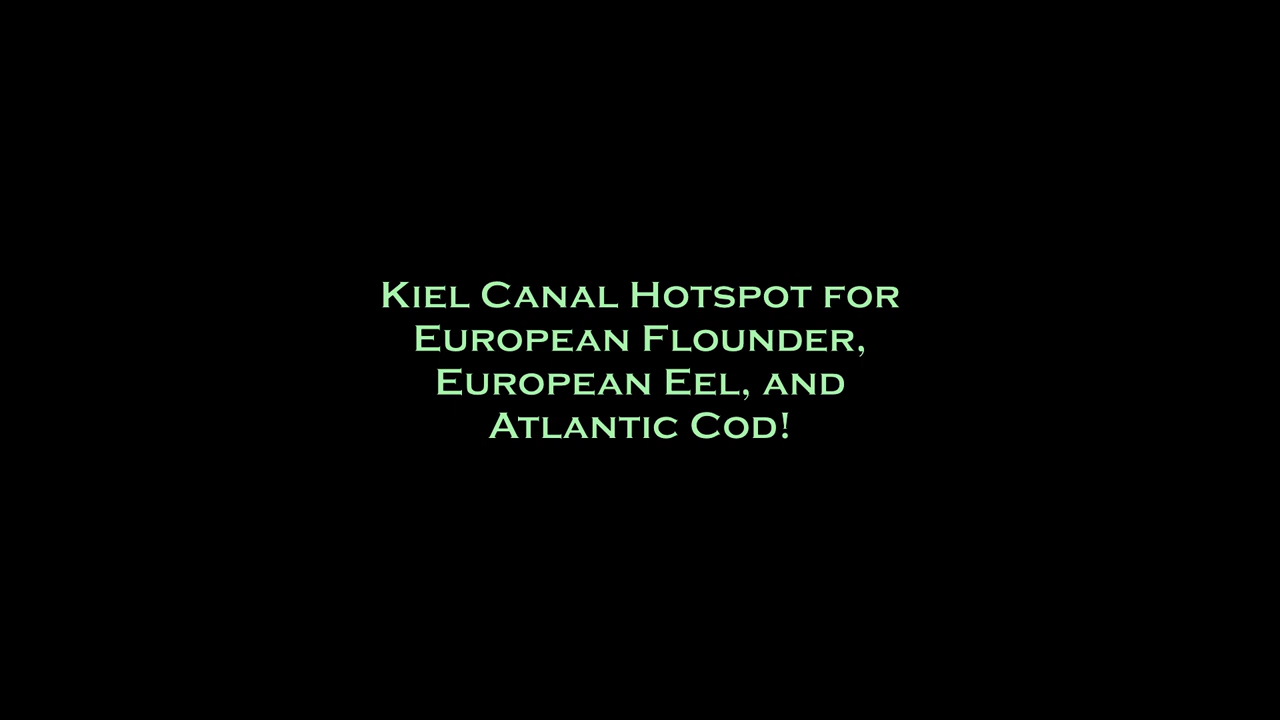 Kiel Canal Hotspot for
European Flounder,
European Eel, and
Atlantic Cod!